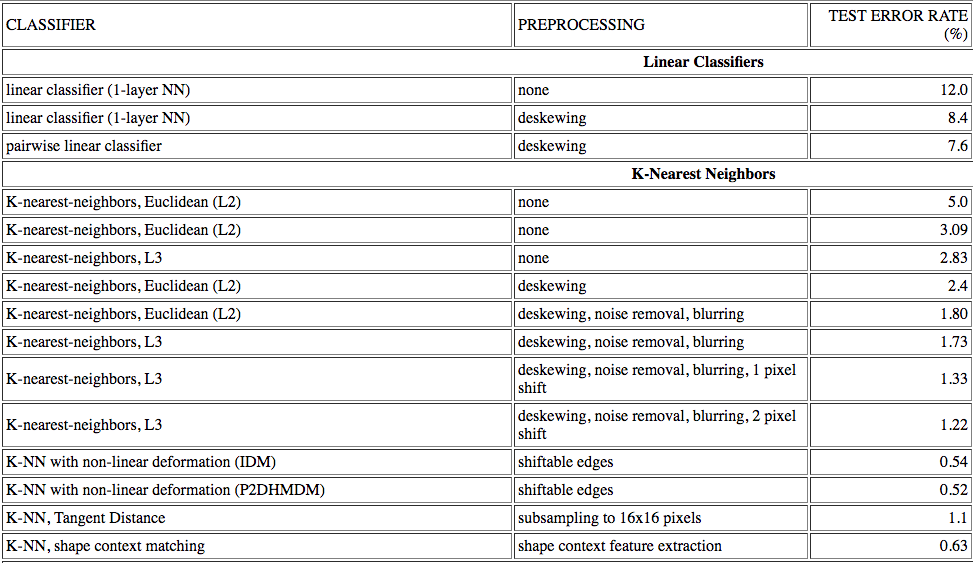 CLASSIFIER PREPROCESSING TEST ERROR RATE
(%)
Linear Classifiers
linear classifier (1-layer NN) none 12.0
linear classifier (1-layer NN) deskewing 8.4
pairwise linear classifier deskewing 7.6
K-Nearest Neighbors
K-nearest-neighbors, Euclidean (L2) none 5.0
K-nearest-neighbors, Euclidean (L2) none 3.09
K-nearest-neighbors, L3 none 2.83
K-nearest-neighbors, Euclidean (L2) deskewing 2.4
K-nearest-neighbors, Euclidean (L2) deskewing, noise removal, blurring 1.80
K-nearest-neighbors, L3 deskewing, noise removal, blurring 1.73
K-nearest-neighbors, L3 deskewing, noise removal, blurring, 1 pixel
shift 1.33
K-nearest-neighbors, L3 deskewing, noise removal, blurring, 2 pixel
shift 1.22
K-NN with non-linear deformation (IDM) shiftable edges 0.54
K-NN with non-linear deformation (P2DHMDM) shiftable edges 0.52
K-NN, Tangent Distance subsampling to 16x16 pixels 1.1
K-NN, shape context matching shape context feature extraction 0.63